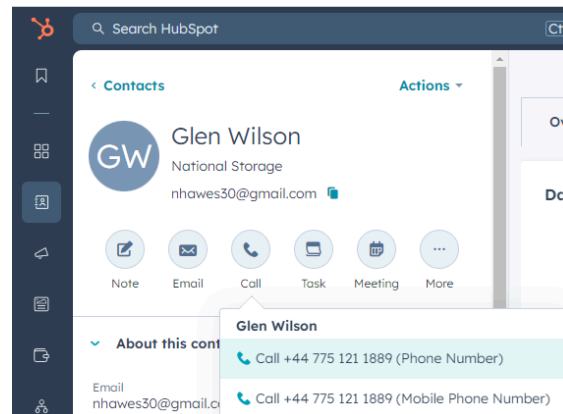 Search HubSpot
Ct
Contacts
Actions
GW
Glen Wilson
National Storage
nhawes30@gmail.com
Note
Email
Call
Task
Meeting
More
Glen Wilson
About this cont
Call +44 775 121 1889 (Phone Number)
Email
nhawes30@gmail.c
Call +44 775 121 1889 (Mobile Phone Number)
Ov
Da